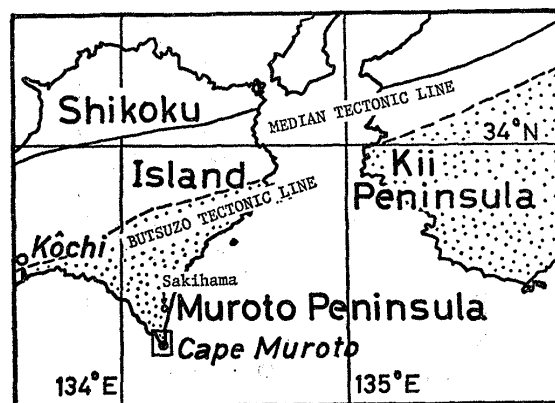 Shikoku
MEDIAN TECTONIC LINE
34°N
Island
Kii
Peninsula
BUTSUZO TECTONIC LINE
Kôchi
Sakihama
Muroto Peninsula
Cape Muroto
134°E
135°E